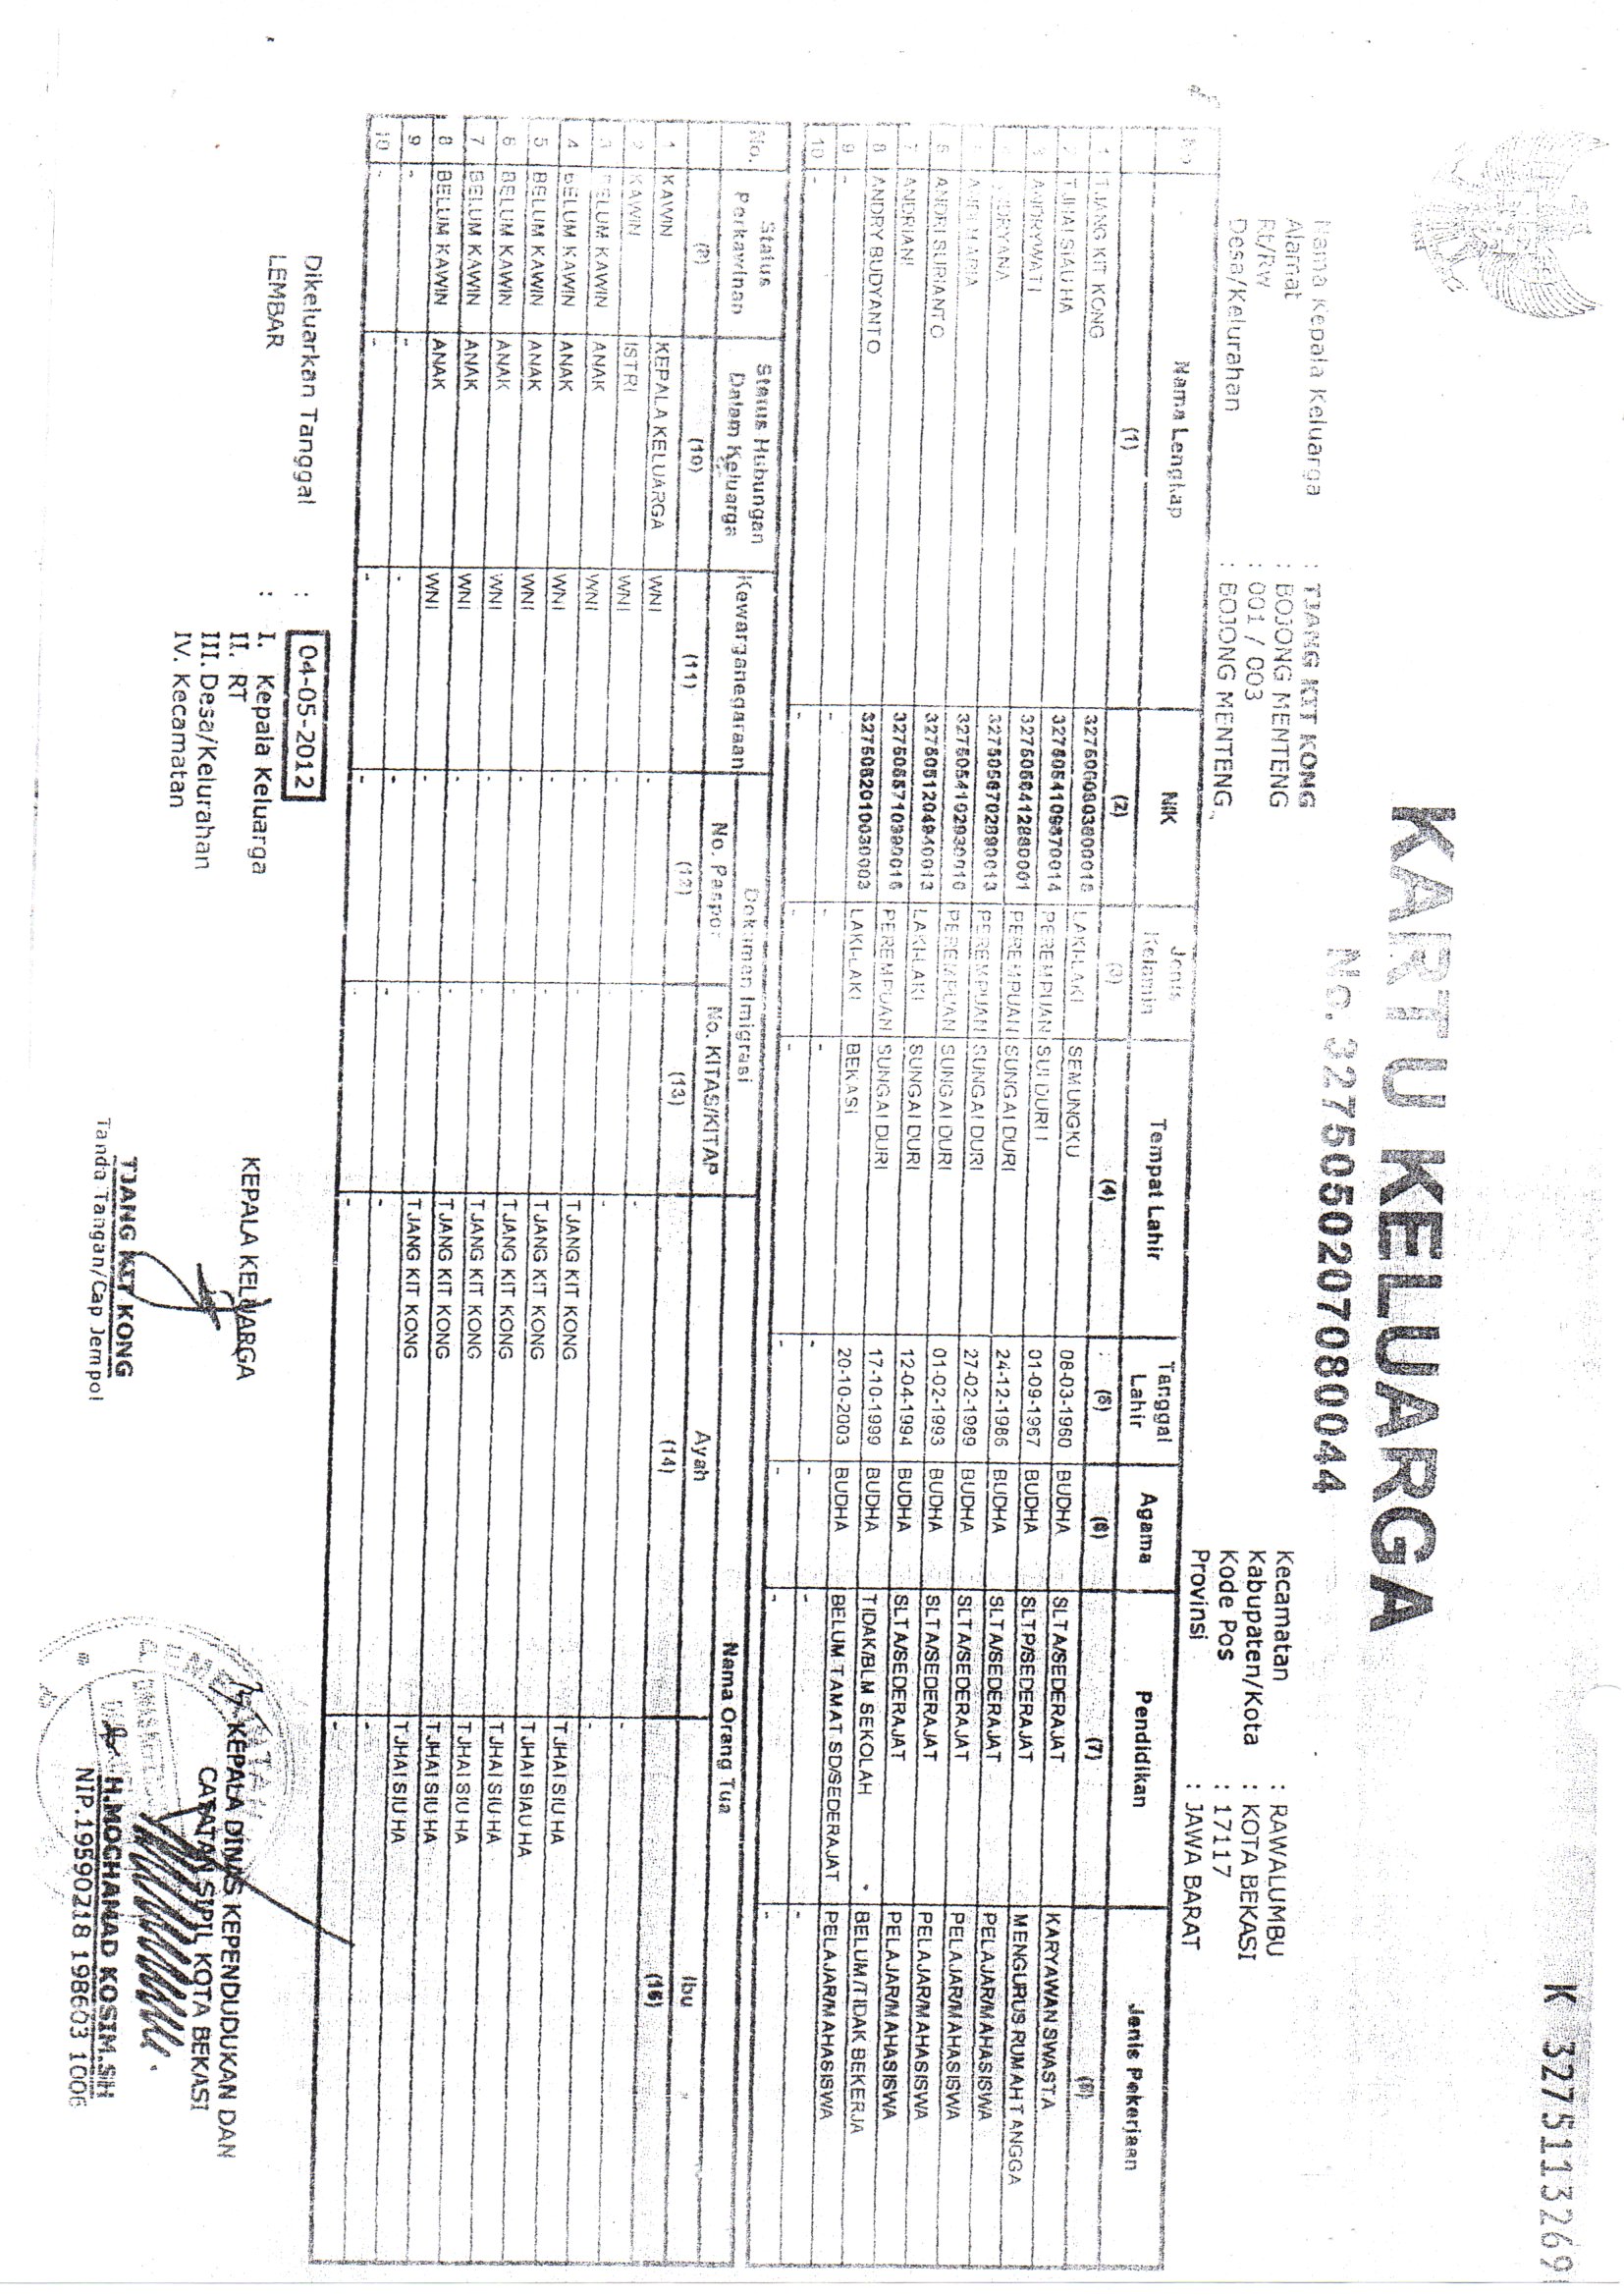 K 3275113269
KARTU KELUARGA
No. 3275050207080044
Nama Kepala Keluarga : TJANG KIT KONG
Alamat : BOJONG MENTENG
Rt/Rw : 001 / 003
Desa/Kelurahan : BOJONG MENTENG
Kecamatan : RAWALUMBU
Kabupaten/Kota : KOTA BEKASI
Kode Pos : 17117
Provinsi : JAWA BARAT
No Nama Lengkap NIK Jenis Kelamin Tempat Lahir Tanggal Lahir Agama Pendidikan Jenis Pekerjaan
(1) (2) (3) (4) (5) (6) (7) (8)
1 TJANG KIT KONG LAKI-LAKI SEMUNGKU 08-03-1960 BUDHA SLTA/SEDERAJAT KARYAWAN SWASTA
2 TJHAI SIAU HA 3275054109670014 PEREMPUAN SUI DURI I 01-09-1967 BUDHA SLTP/SEDERAJAT MENGURUS RUMAH TANGGA
3 ANDRYWATI PEREMPUAN SUNGAI DURI 24-12-1986 BUDHA SLTA/SEDERAJAT PELAJAR/MAHASISWA
PEREMPUAN SUNGAI DURI 27-02-1989 BUDHA SLTA/SEDERAJAT PELAJAR/MAHASISWA
3275054102930010 PEREMPUAN SUNGAI DURI 01-02-1993 BUDHA SLTA/SEDERAJAT PELAJAR/MAHASISWA
6 ANDRI SURIANTO 3275051204940013 LAKI-LAKI SUNGAI DURI 12-04-1994 BUDHA SLTA/SEDERAJAT PELAJAR/MAHASISWA
7 ANDRIANI PEREMPUAN SUNGAI DURI 17-10-1999 BUDHA TIDAK/BLM SEKOLAH BELUM/TIDAK BEKERJA
8 ANDRY BUDYANTO LAKI-LAKI BEKASI 20-10-2003 BUDHA BELUM TAMAT SD/SEDERAJAT PELAJAR/MAHASISWA
9 - - - - - - - -
10 - - - - - - - -
No. Status Perkawinan Status Hubungan Dalam Keluarga Kewarganegaraan Dokumen Imigrasi Nama Orang Tua
No. Paspor No. KITAS/KITAP Ayah Ibu
(9) (10) (11) (12) (13) (14) (15)
1 KAWIN KEPALA KELUARGA WNI - - - -
2 KAWIN ISTRI WNI - - - -
3 BELUM KAWIN ANAK WNI - - TJANG KIT KONG TJHAI SIU HA
4 BELUM KAWIN ANAK WNI - - TJANG KIT KONG TJHAI SIAU HA
5 BELUM KAWIN ANAK WNI - - TJANG KIT KONG TJHAI SIU HA
6 BELUM KAWIN ANAK WNI - - TJANG KIT KONG TJHAI SIU HA
7 BELUM KAWIN ANAK WNI - - TJANG KIT KONG TJHAI SIU HA
8 BELUM KAWIN ANAK WNI - - TJANG KIT KONG TJHAI SIU HA
9 - - - - - - -
10 - - - - - - -
Dikeluarkan Tanggal : 04-05-2012
LEMBAR : I. Kepala Keluarga
II. RT
III. Desa/Kelurahan
IV. Kecamatan
KEPALA KELUARGA
TJANG KIT KONG
Tanda Tangan/Cap Jempol
KEPALA DINAS KEPENDUDUKAN DAN
CATATAN SIPIL KOTA BEKASI
H.MOCHAMAD KOSIM.SH
NIP.19590218 198603 1006